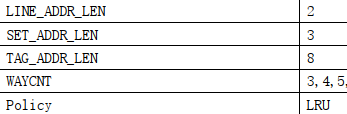 LINE_ADDR_LEN 2
SET_ADDR_LEN 3
TAG_ADDR_LEN 8
WAYCNT 3,4,5,
Policy LRU